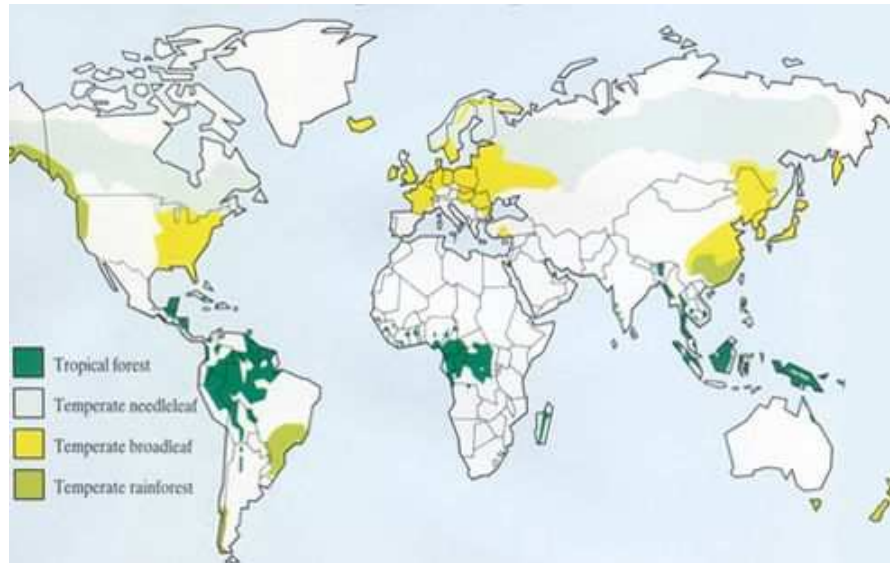 Tropical forest
Temperate needleleaf
Temperate broadleaf
Temperate rainforest